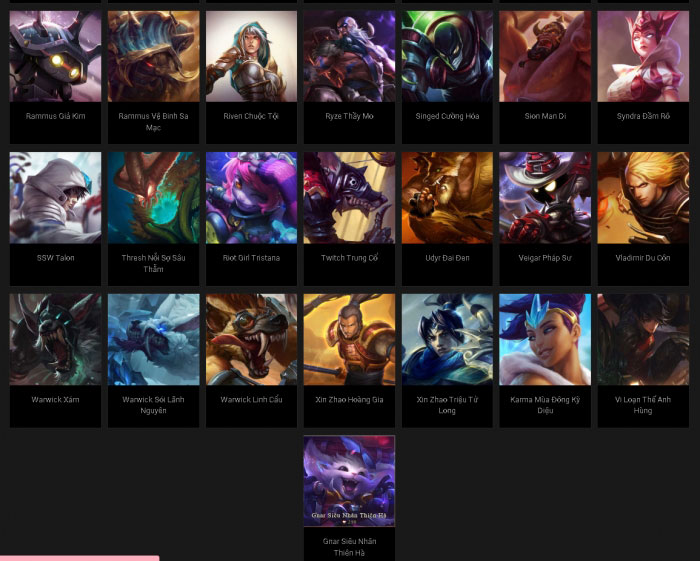 Rammus Giả Kim
Rammus Vệ Binh Sa
Mạc
Riven Chuộc Tội
Ryze Thầy Mo
Singed Cường Hóa
Sion Man Di
Syndra Đầm Rô
SSW Talon
Thresh Nỗi Sợ Sâu
Thẳm
Riot Girl Tristana
Twitch Trung Cổ
Udyr Đai Đen
Veigar Pháp Sư
Vladimir Du Côn
Warwick Xám
Warwick Sói Lãnh
Nguyên
Warwick Linh Cẩu
Xin Zhao Hoàng Gia
Xin Zhao Triệu Tử
Long
Karma Mùa Đông Kỳ
Diệu
Vi Loạn Thế Anh
Hùng
Gnar Siêu Nhân Thiên Hà
Gnar Siêu Nhân
Thiên Hà